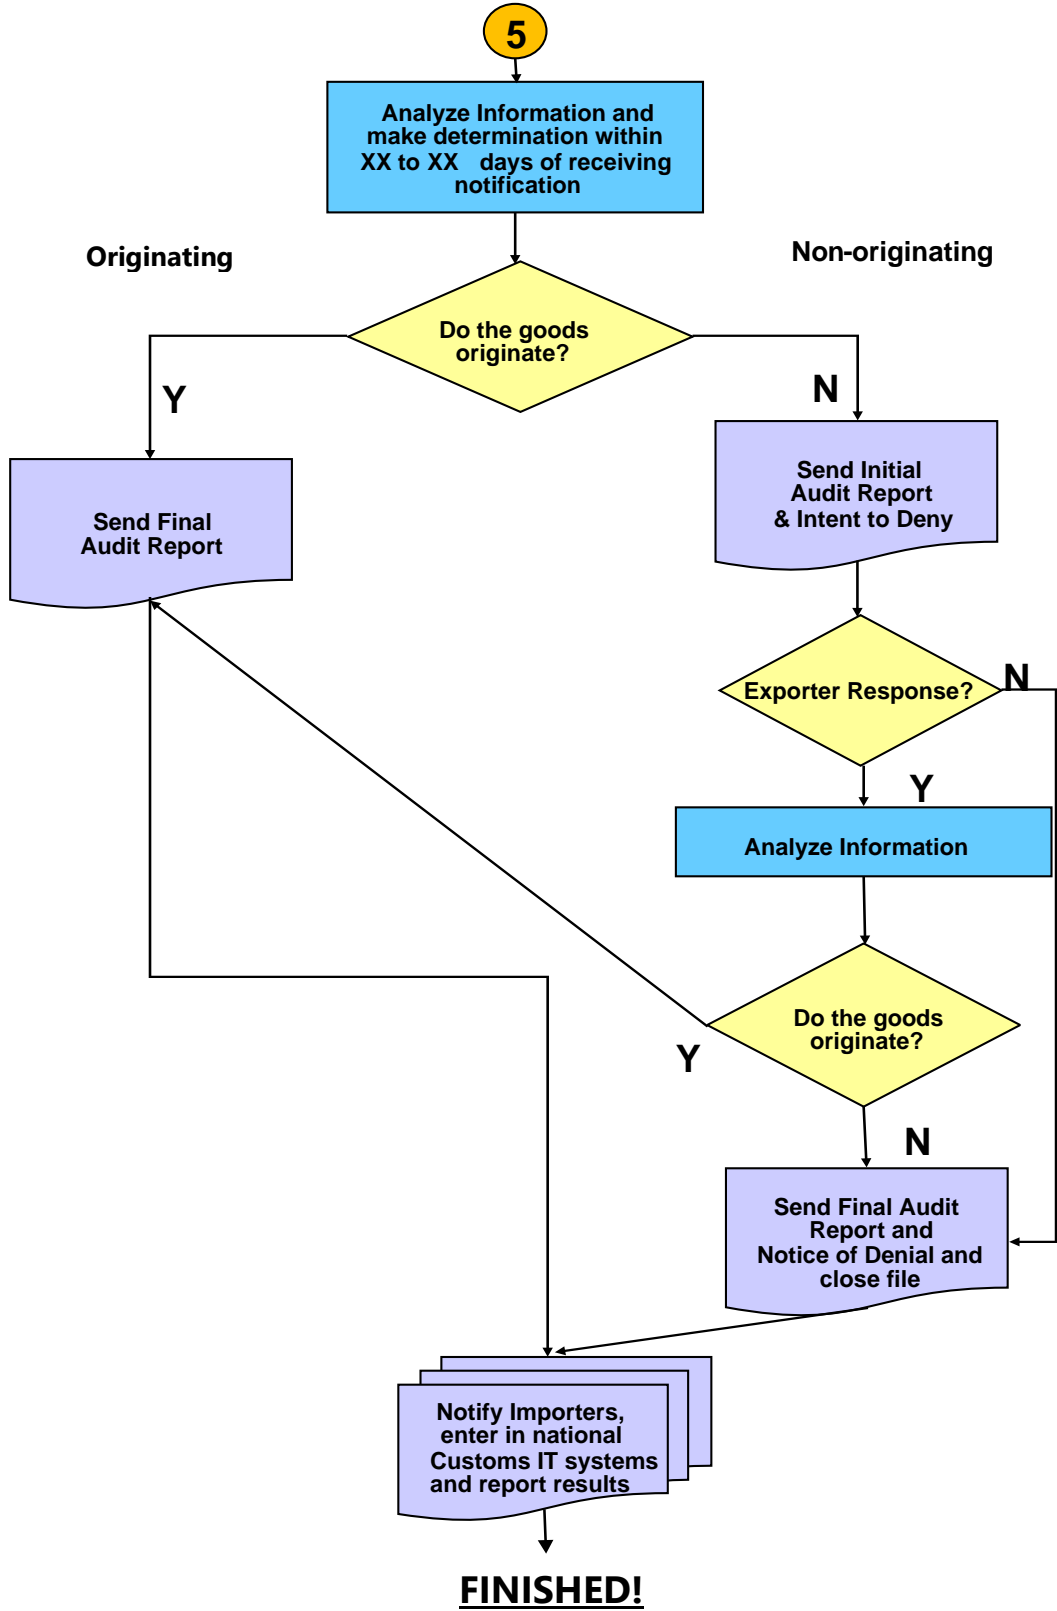 5
Analyze Information and
make determination within
XX to XX days of receiving
notification
Originating
Non-originating
Do the goods
originate?
Y
N
Send Initial
Audit Report
& Intent to Deny
Send Final
Audit Report
Exporter Response?
N
Y
Analyze Information
Do the goods
originate?
Y
N
Send Final Audit
Report and
Notice of Denial and
close file
Notify Importers,
enter in national
Customs IT systems
and report results
FINISHED!